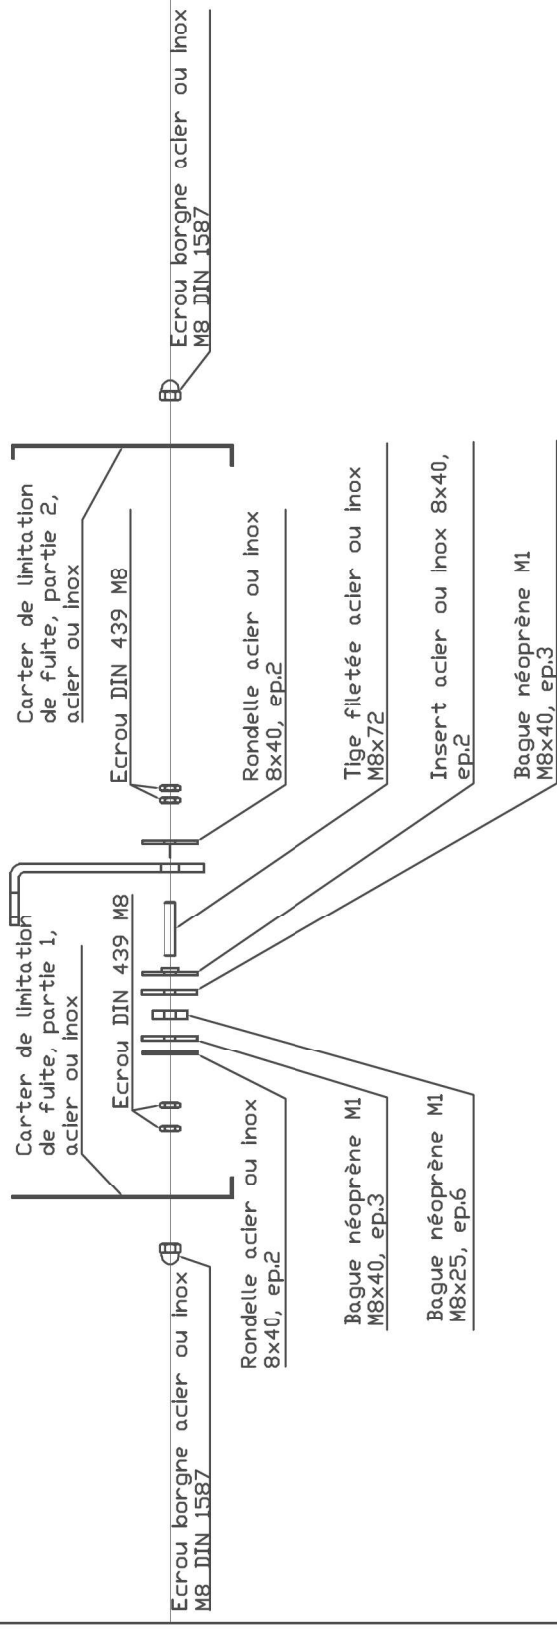 Ecrou borgne acier ou inox
M8 DIN 1587
Carter de limitation
de fuite, partie 1,
acier ou inox
Ecrou DIN 439 M8
Rondelle acier ou inox
8x40, ep.2
Bague néoprène M1
M8x40, ep.3
Bague néoprène M1
M8x25, ep.6
Carter de limitation
de fuite, partie 2,
acier ou inox
Ecrou DIN 439 M8
Rondelle acier ou inox
8x40, ep.2
Tige filetée acier ou inox
M8x72
Insert acier ou inox 8x40,
ep.2
Bague néoprène M1
M8x40, ep.3
Ecrou borgne acier ou inox
M8 DIN 1587